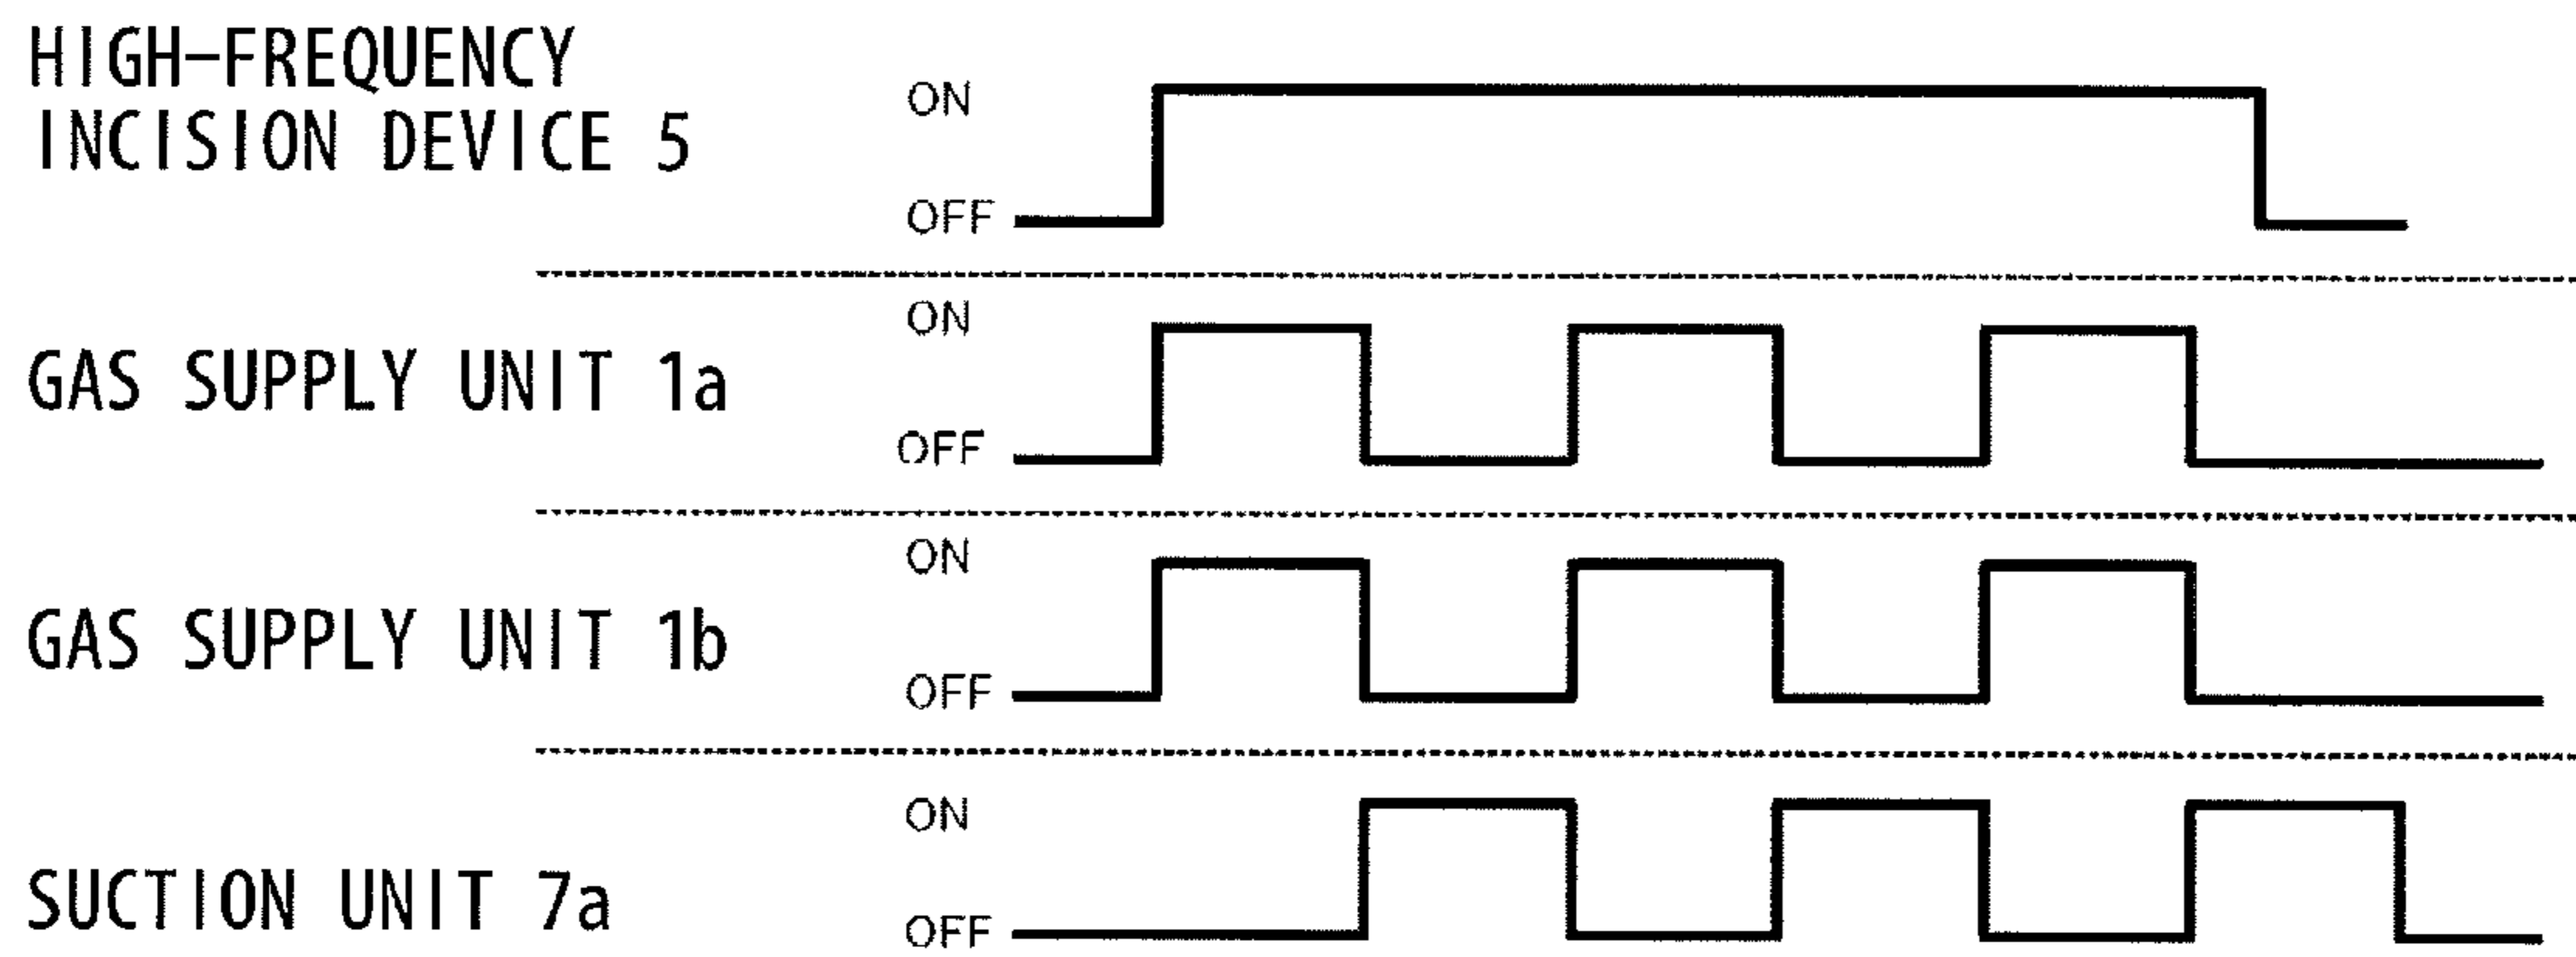 HIGH-FREQUENCY
INCISION DEVICE 5
ON
OFF
ON
GAS SUPPLY UNIT 1a
OFF
ON
GAS SUPPLY UNIT 1b
OFF
ON
SUCTION UNIT 7a
OFF